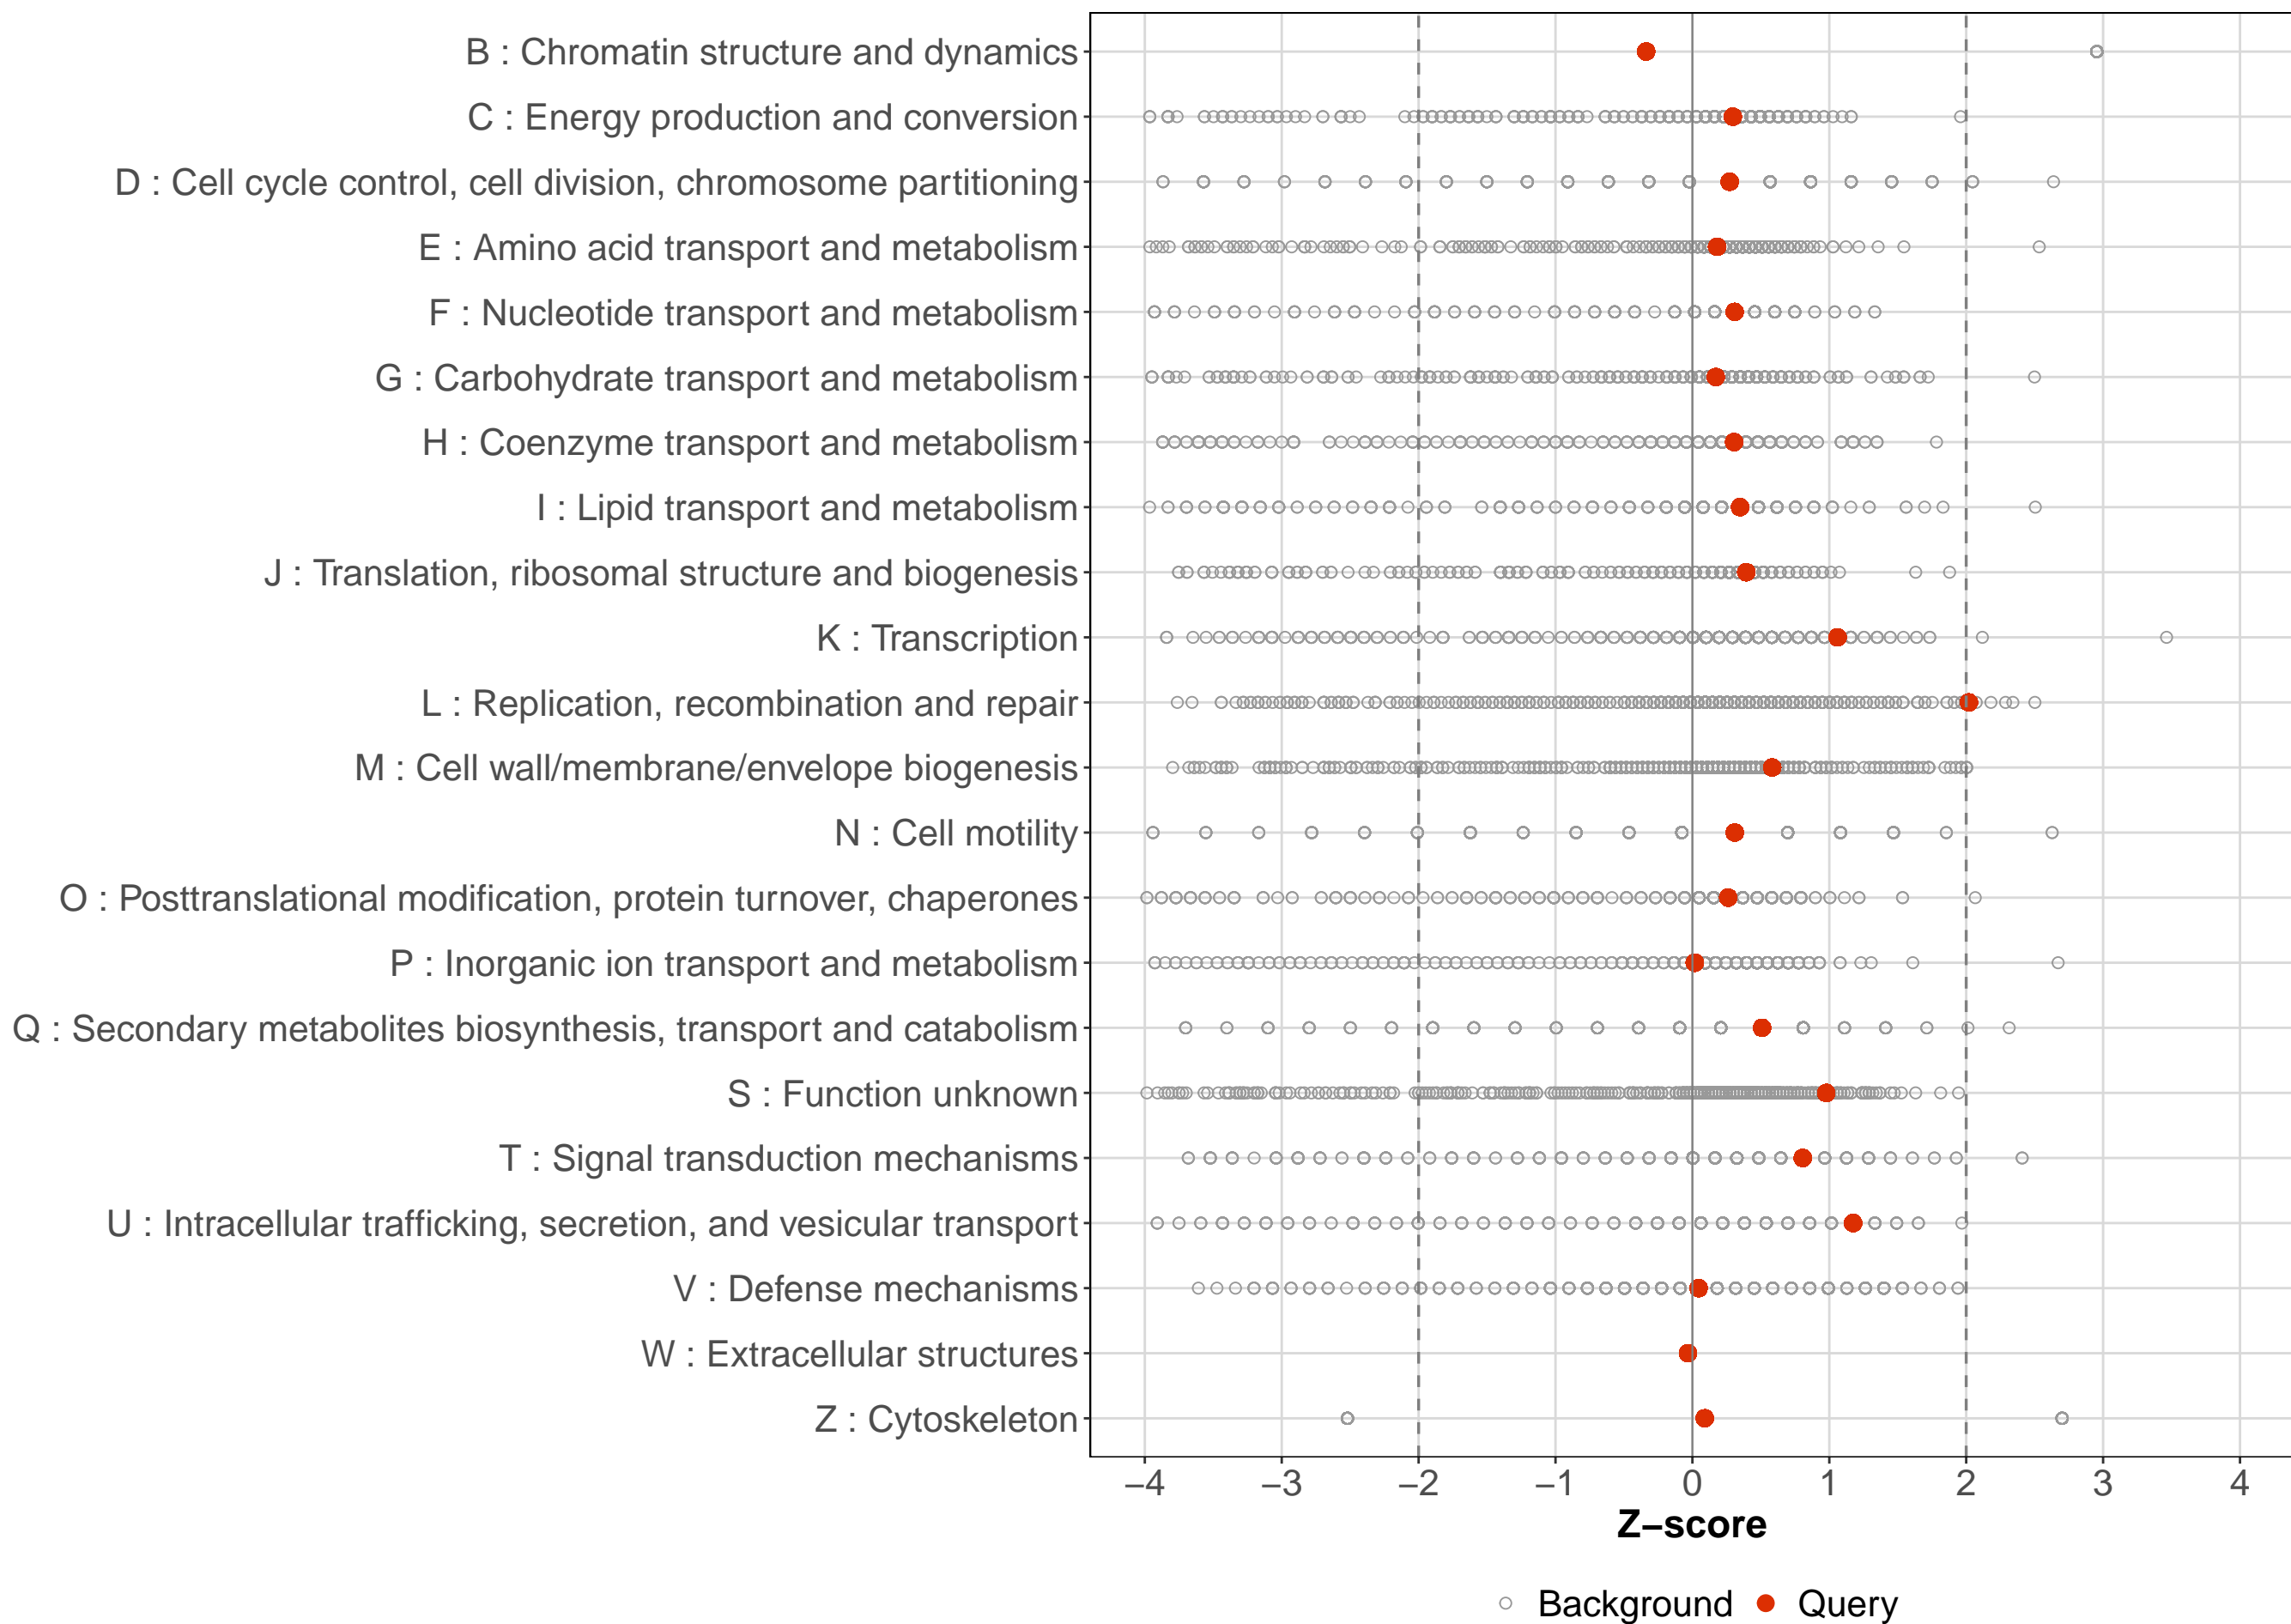 B : Chromatin structure and dynamics
C : Energy production and conversion
D : Cell cycle control, cell division, chromosome partitioning
E : Amino acid transport and metabolism
F : Nucleotide transport and metabolism
G : Carbohydrate transport and metabolism
H : Coenzyme transport and metabolism
I : Lipid transport and metabolism
J : Translation, ribosomal structure and biogenesis
K : Transcription
L : Replication, recombination and repair
M : Cell wall/membrane/envelope biogenesis
N : Cell motility
O : Posttranslational modification, protein turnover, chaperones
P : Inorganic ion transport and metabolism
Q : Secondary metabolites biosynthesis, transport and catabolism
S : Function unknown
T : Signal transduction mechanisms
U : Intracellular trafficking, secretion, and vesicular transport
V : Defense mechanisms
W : Extracellular structures
Z : Cytoskeleton
−4 −3 −2 −1 0 1 2 3 4
Z−score
Background Query